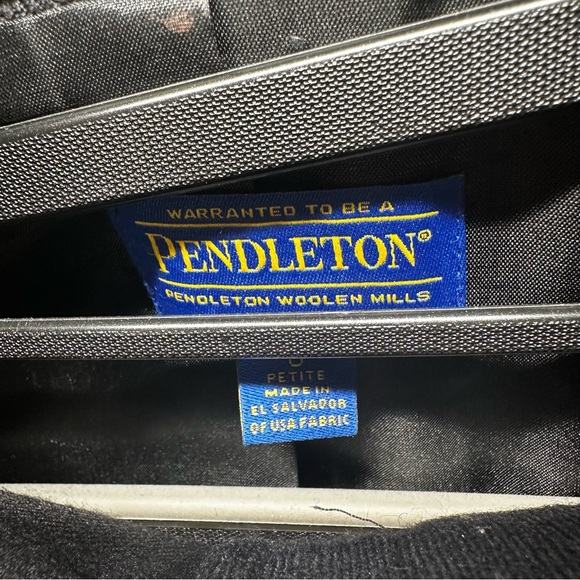 WARRANTED TO BE A
PENDLETON®
PENDLETON WOOLEN MILLS
PETITE
MADE IN
EL SALVADOR
OF USA FABRIC